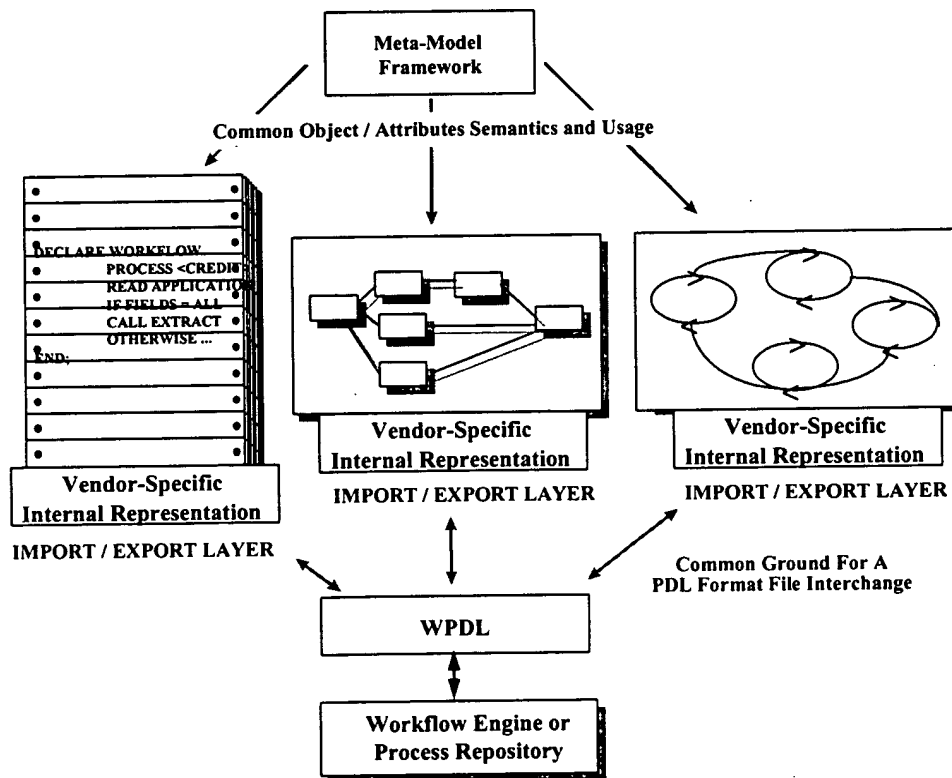 Meta-Model
Framework
Common Object / Attributes Semantics and Usage
DECLARE WORKFLOW
PROCESS <CREDIT>
READ APPLICATION
IF FIELDS = ALL
CALL EXTRACT
OTHERWISE ...
END;
Vendor-Specific
Internal Representation
IMPORT / EXPORT LAYER
Vendor-Specific
Internal Representation
IMPORT / EXPORT LAYER
Vendor-Specific
Internal Representation
IMPORT / EXPORT LAYER
Common Ground For A
PDL Format File Interchange
WPDL
Workflow Engine or
Process Repository